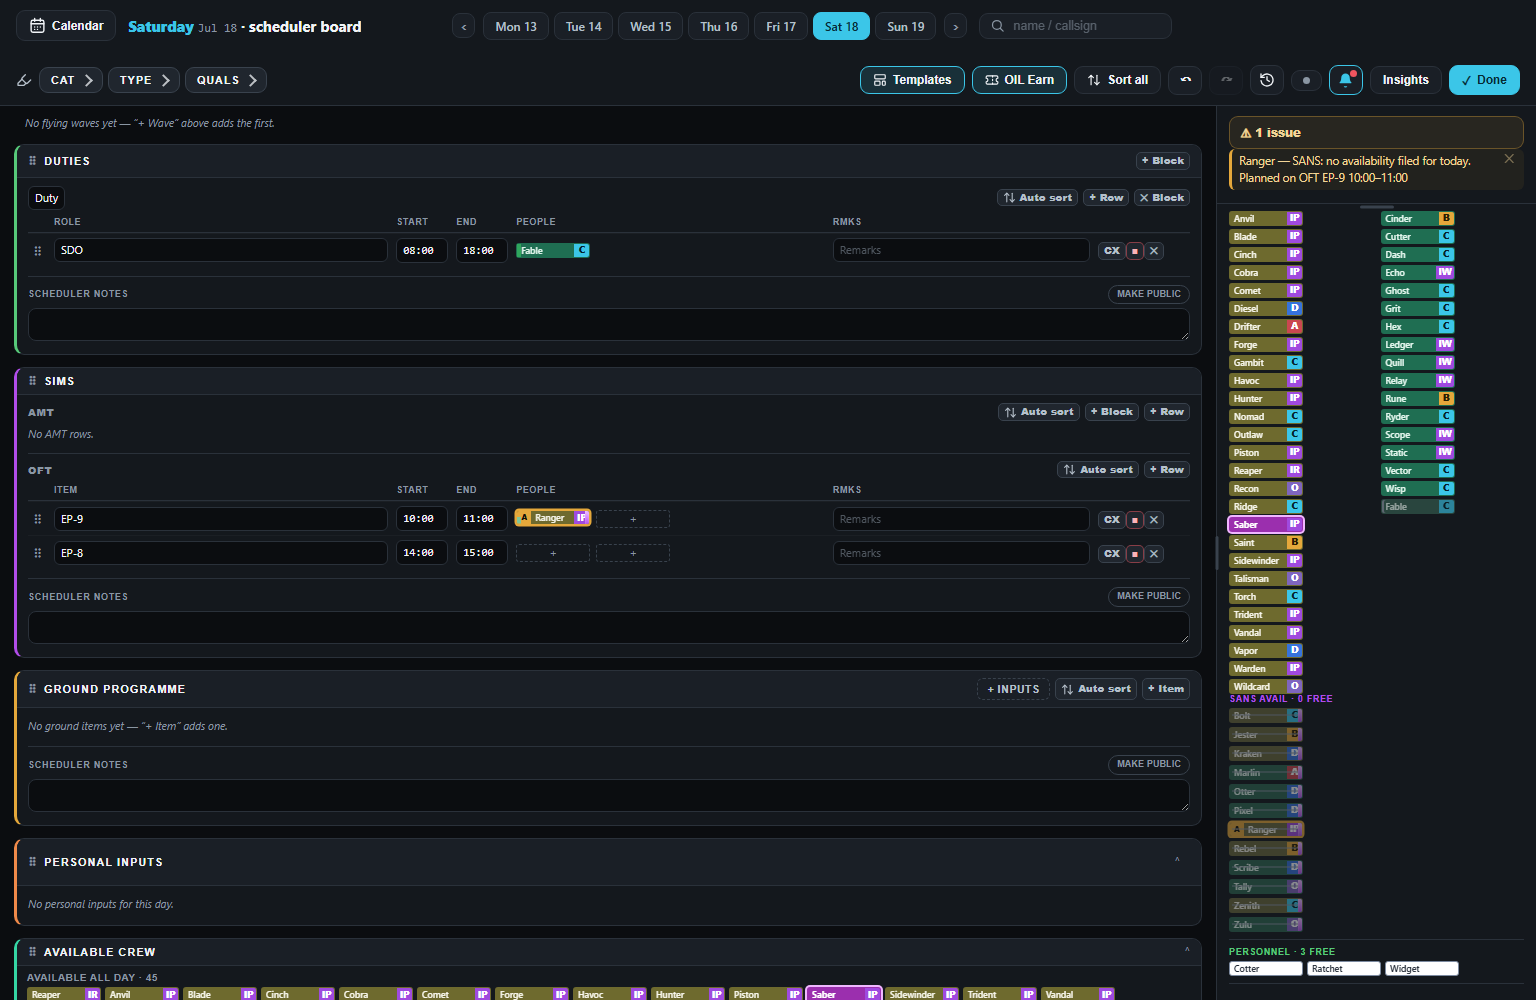 Calendar
Saturday Jul 18 · scheduler board
‹ Mon 13 Tue 14 Wed 15 Thu 16 Fri 17 Sat 18 Sun 19 ›
name / callsign
CAT TYPE QUALS
Templates OIL Earn Sort all Insights ✓ Done
No flying waves yet — "+ Wave" above adds the first.
DUTIES
+ Block
Duty
Auto sort + Row × Block
ROLE START END PEOPLE RMKS
SDO 08:00 18:00 Fable C Remarks CX
SCHEDULER NOTES
MAKE PUBLIC
SIMS
AMT
Auto sort + Block + Row
No AMT rows.
OFT
Auto sort + Row
ITEM START END PEOPLE RMKS
EP-9 10:00 11:00 A Ranger IP + Remarks CX
EP-8 14:00 15:00 + + Remarks CX
SCHEDULER NOTES
MAKE PUBLIC
GROUND PROGRAMME
+ INPUTS Auto sort + Item
No ground items yet — "+ Item" adds one.
SCHEDULER NOTES
MAKE PUBLIC
PERSONAL INPUTS
No personal inputs for this day.
AVAILABLE CREW
AVAILABLE ALL DAY · 45
Reaper IR Anvil IP Blade IP Cinch IP Cobra IP Comet IP Forge IP Havoc IP Hunter IP Piston IP Saber IP Sidewinder IP Trident IP Vandal IP
⚠ 1 issue
Ranger — SANS: no availability filed for today.
Planned on OFT EP-9 10:00–11:00
Anvil IP
Blade IP
Cinch IP
Cobra IP
Comet IP
Diesel D
Drifter A
Forge IP
Gambit C
Havoc IP
Hunter IP
Nomad C
Outlaw C
Piston IP
Reaper IR
Recon O
Ridge C
Saber IP
Saint B
Sidewinder IP
Talisman O
Torch C
Trident IP
Vandal IP
Vapor D
Warden IP
Wildcard O
Cinder B
Cutter C
Dash C
Echo IW
Ghost C
Grit C
Hex C
Ledger IW
Quill IW
Relay IW
Rune B
Ryder C
Scope IW
Static IW
Vector C
Wisp C
Fable C
SANS AVAIL · 0 FREE
Bolt C
Jester B
Kraken D
Marlin A
Otter D
Pixel D
A Ranger IP
Rebel B
Scribe D
Tally
Zenith C
Zulu
PERSONNEL · 3 FREE
Cotter Ratchet Widget